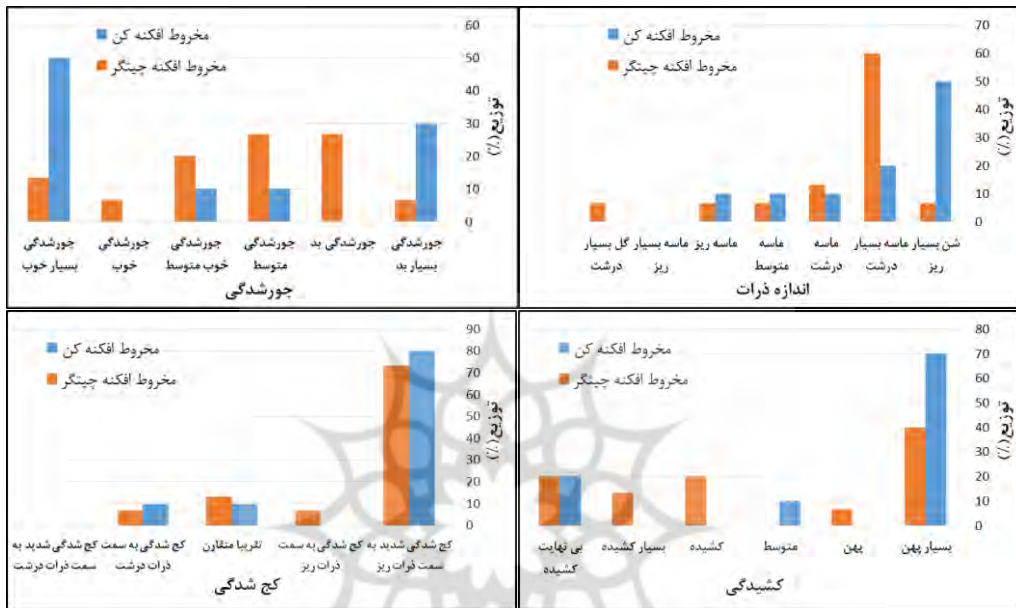 70
60
50
40
30
20
10
0
توزیع(٪)
مخروط افکنه کن
مخروط افکنه چیتگر
شن بسیار
ریز
ماسه بسیار
درشت
ماسه
درشت
ماسه
متوسط
ماسه ریز
ماسه بسیار
ریز
گل بسیار
درشت
اندازه ذرات
60
50
40
30
20
10
0
توزیع(٪)
مخروط افکنه کن
مخروط افکنه چیتگر
جورشدگی
بسیار بد
جورشدگی بد
جورشدگی
متوسط
جورشدگی
خوب متوسط
جورشدگی
خوب
جورشدگی
بسیار خوب
جورشدگی
80
70
60
50
40
30
20
10
0
توزیع(٪)
مخروط افکنه کن
مخروط افکنه چیتگر
بسیار پهن
پهن
متوسط
کشیده
بسیار کشیده
بی نهایت
کشیده
کشیدگی
90
80
70
60
50
40
30
20
10
0
توزیع(٪)
مخروط افکنه کن
مخروط افکنه چیتگر
کج شدگی شدید به
سمت ذرات ریز
کج شدگی به سمت
ذرات ریز
تقریبا متقاون
کج شدگی به سمت
ذرات درشت
کج شدگی شدید به
سمت ذرات درشت
کج شدگی